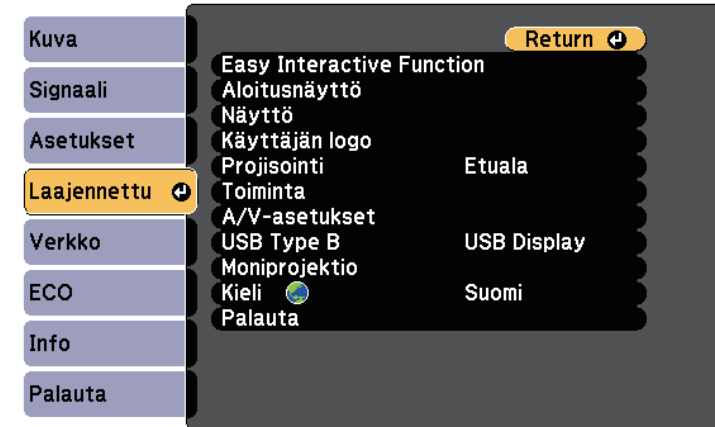 Kuva
Signaali
Asetukset
Laajennettu
Verkko
ECO
Info
Palauta
Return
Easy Interactive Function
Aloitusnäyttö
Näyttö
Käyttäjän logo
Projisointi Etuala
Toiminta
A/V-asetukset
USB Type B USB Display
Moniprojektio
Kieli Suomi
Palauta